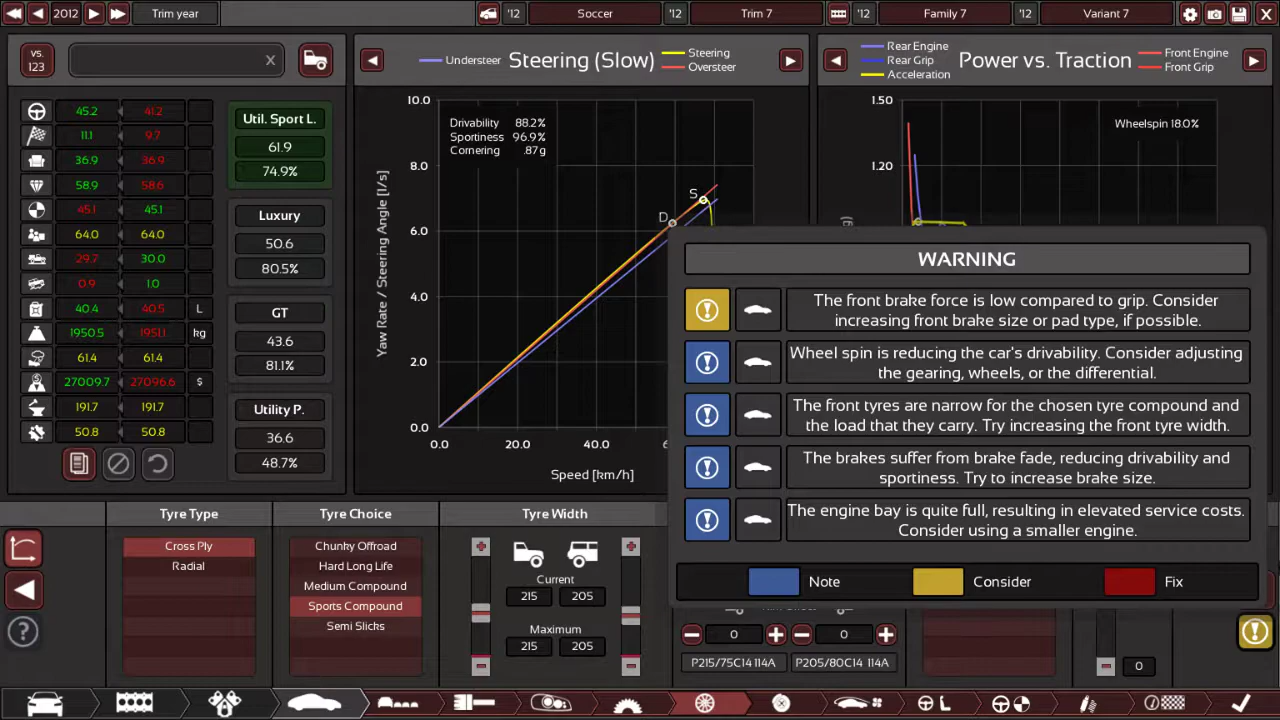 2012
Trim year
'12
Soccer
'12
Trim 7
Family 7
'12
Variant 7
vs.
123
x
45.2 41.2
11.1 9.7
36.9 36.9
58.9 58.6
45.1 45.1
64.0 64.0
29.7 30.0
0.9 1.0
40.4 40.5 L
1950.5 1951.1 kg
61.4 61.4
27009.7 27096.6 $
191.7 191.7
50.8 50.8
Util. Sport L.
61.9
74.9%
Luxury
50.6
80.5%
GT
43.6
81.1%
Utility P.
36.6
48.7%
Understeer
Steering (Slow)
Steering
Oversteer
Drivability 88.2%
Sportiness 96.9%
Cornering .87g
10.0
8.0
6.0
4.0
2.0
0.0
0.0 20.0 40.0
Yaw Rate / Steering Angle [1/s]
Speed [km/h]
D
S
Rear Engine
Rear Grip
Acceleration
Power vs. Traction
Front Engine
Front Grip
1.50
1.20
Wheelspin 18.0%
WARNING
The front brake force is low compared to grip. Consider
increasing front brake size or pad type, if possible.
Wheel spin is reducing the car's drivability. Consider adjusting
the gearing, wheels, or the differential.
The front tyres are narrow for the chosen tyre compound and
the load that they carry. Try increasing the front tyre width.
The brakes suffer from brake fade, reducing drivability and
sportiness. Try to increase brake size.
The engine bay is quite full, resulting in elevated service costs.
Consider using a smaller engine.
Note
Consider
Fix
Tyre Type
Cross Ply
Radial
Tyre Choice
Chunky Offroad
Hard Long Life
Medium Compound
Sports Compound
Semi Slicks
Tyre Width
Current
215 205
Maximum
215 205
0 0
P215/75C14 114A
P205/80C14 114A
0